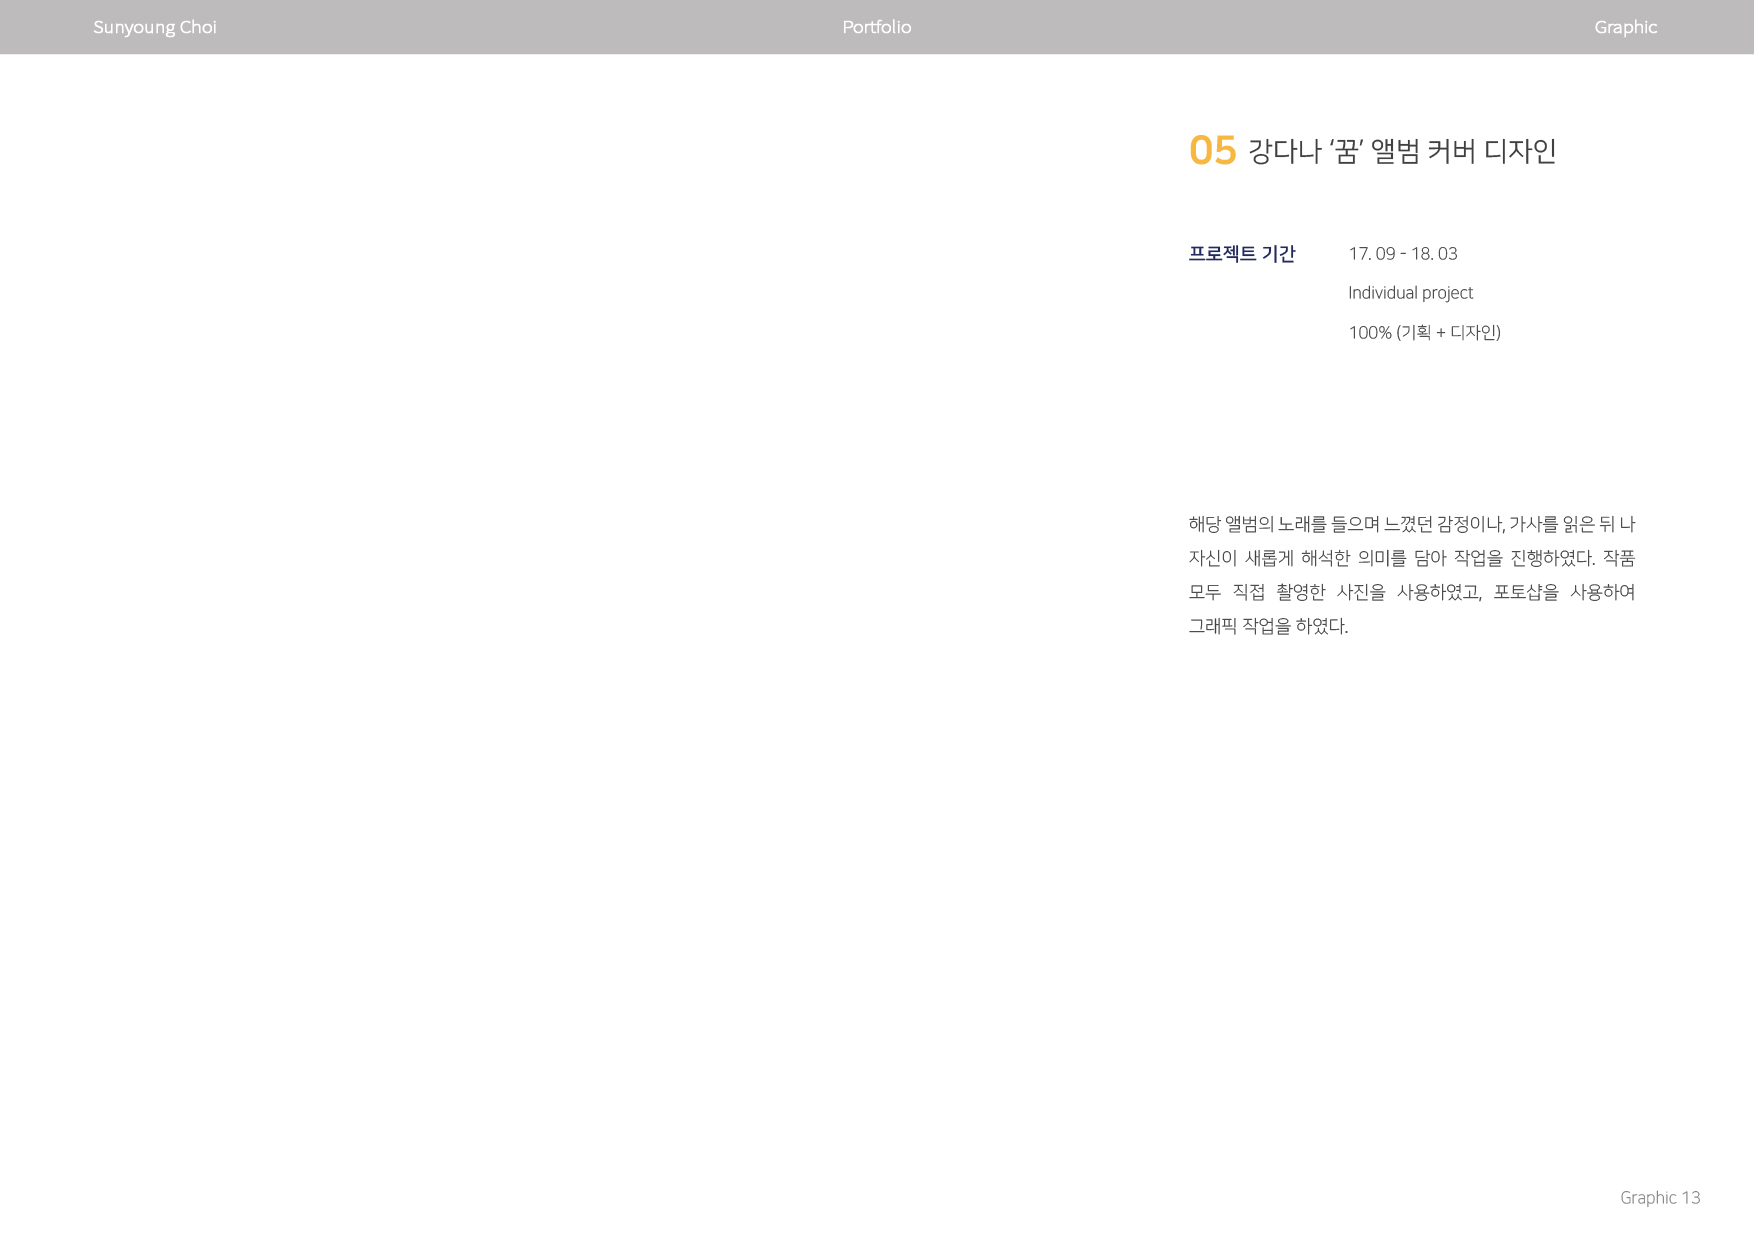 Sunyoung Choi
Portfolio
Graphic
05 강다나 ‘꿈’ 앨범 커버 디자인
프로젝트 기간 17. 09 - 18. 03
Individual project
100% (기획 + 디자인)
해당 앨범의 노래를 들으며 느꼈던 감정이나, 가사를 읽은 뒤 나
자신이 새롭게 해석한 의미를 담아 작업을 진행하였다. 작품
모두 직접 촬영한 사진을 사용하였고, 포토샵을 사용하여
그래픽 작업을 하였다.
Graphic 13